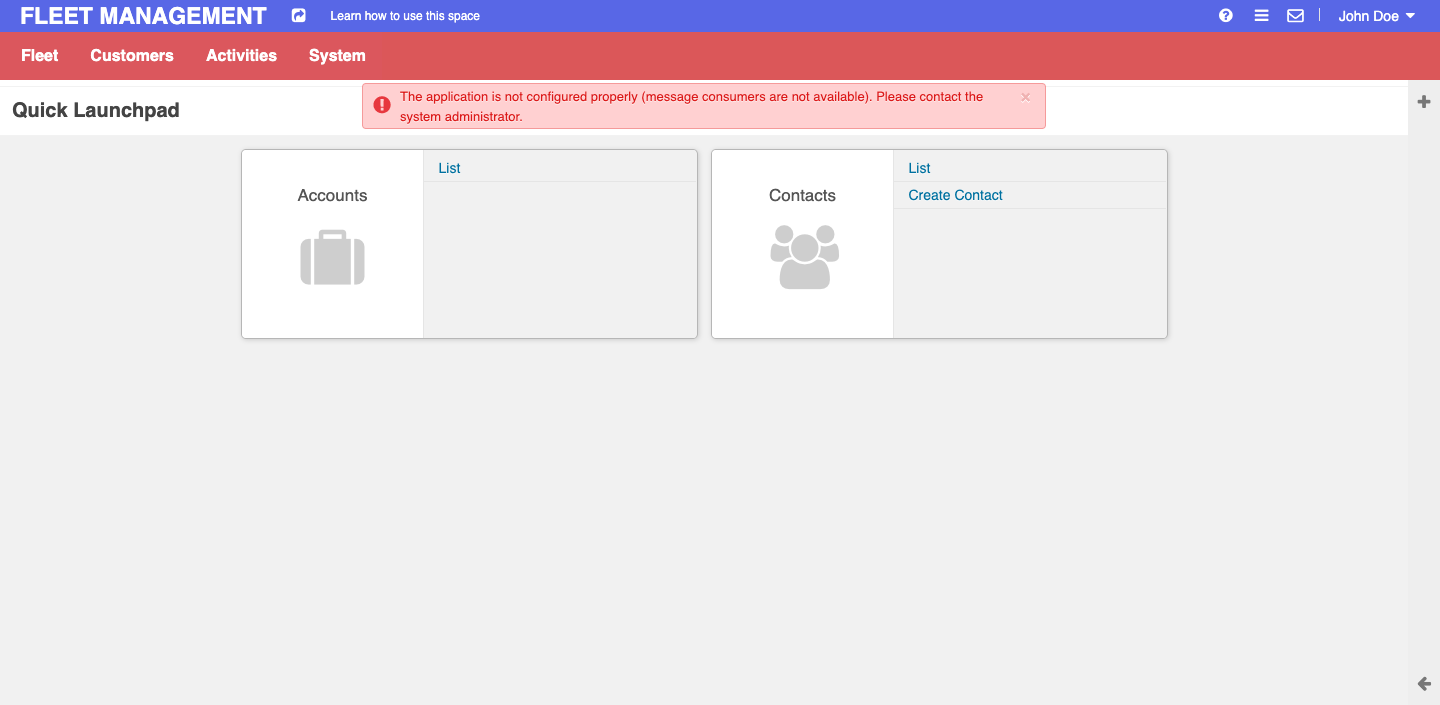 FLEET MANAGEMENT
Learn how to use this space
John Doe
Fleet
Customers
Activities
System
The application is not configured properly (message consumers are not available). Please contact the
system administrator.
×
Quick Launchpad
Accounts
List
Contacts
List
Create Contact